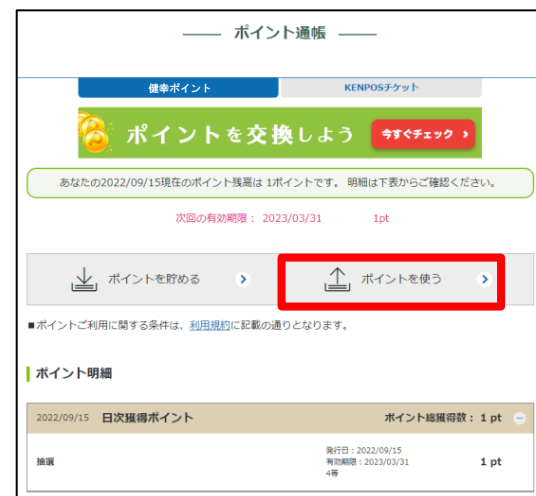 ポイント通帳
健幸ポイント
KENPOSチケット
ポイントを交換しよう 今すぐチェック
あなたの2022/09/15現在のポイント残高は 1ポイントです。 明細は下表からご確認ください。
次回の有効期限： 2023/03/31 1pt
ポイントを貯める
ポイントを使う
■ポイントご利用に関する条件は、利用規約に記載の通りとなります。
ポイント明細
2022/09/15 日次獲得ポイント ポイント総獲得数： 1 pt
抽選
発行日：2022/09/15
有効期限：2023/03/31
4等
1 pt